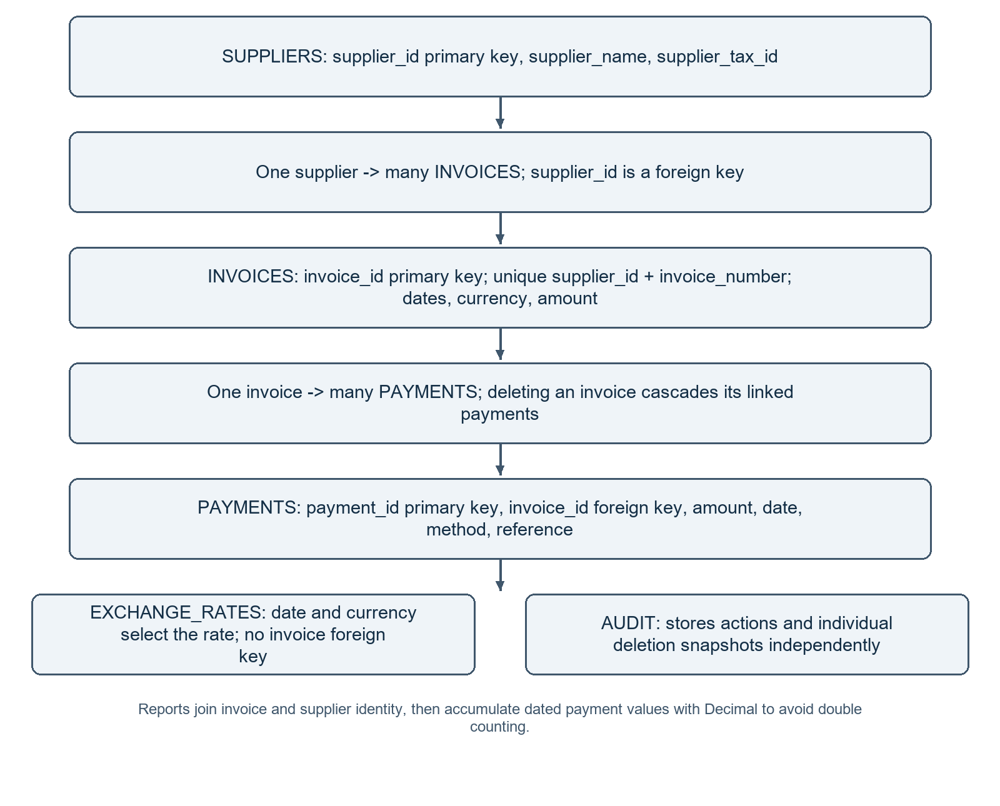 SUPPLIERS: supplier_id primary key, supplier_name, supplier_tax_id
One supplier -> many INVOICES; supplier_id is a foreign key
INVOICES: invoice_id primary key; unique supplier_id + invoice_number;
dates, currency, amount
One invoice -> many PAYMENTS; deleting an invoice cascades its linked
payments
PAYMENTS: payment_id primary key, invoice_id foreign key, amount, date,
method, reference
EXCHANGE_RATES: date and currency
select the rate; no invoice foreign
key
AUDIT: stores actions and individual
deletion snapshots independently
Reports join invoice and supplier identity, then accumulate dated payment values with Decimal to avoid double
counting.